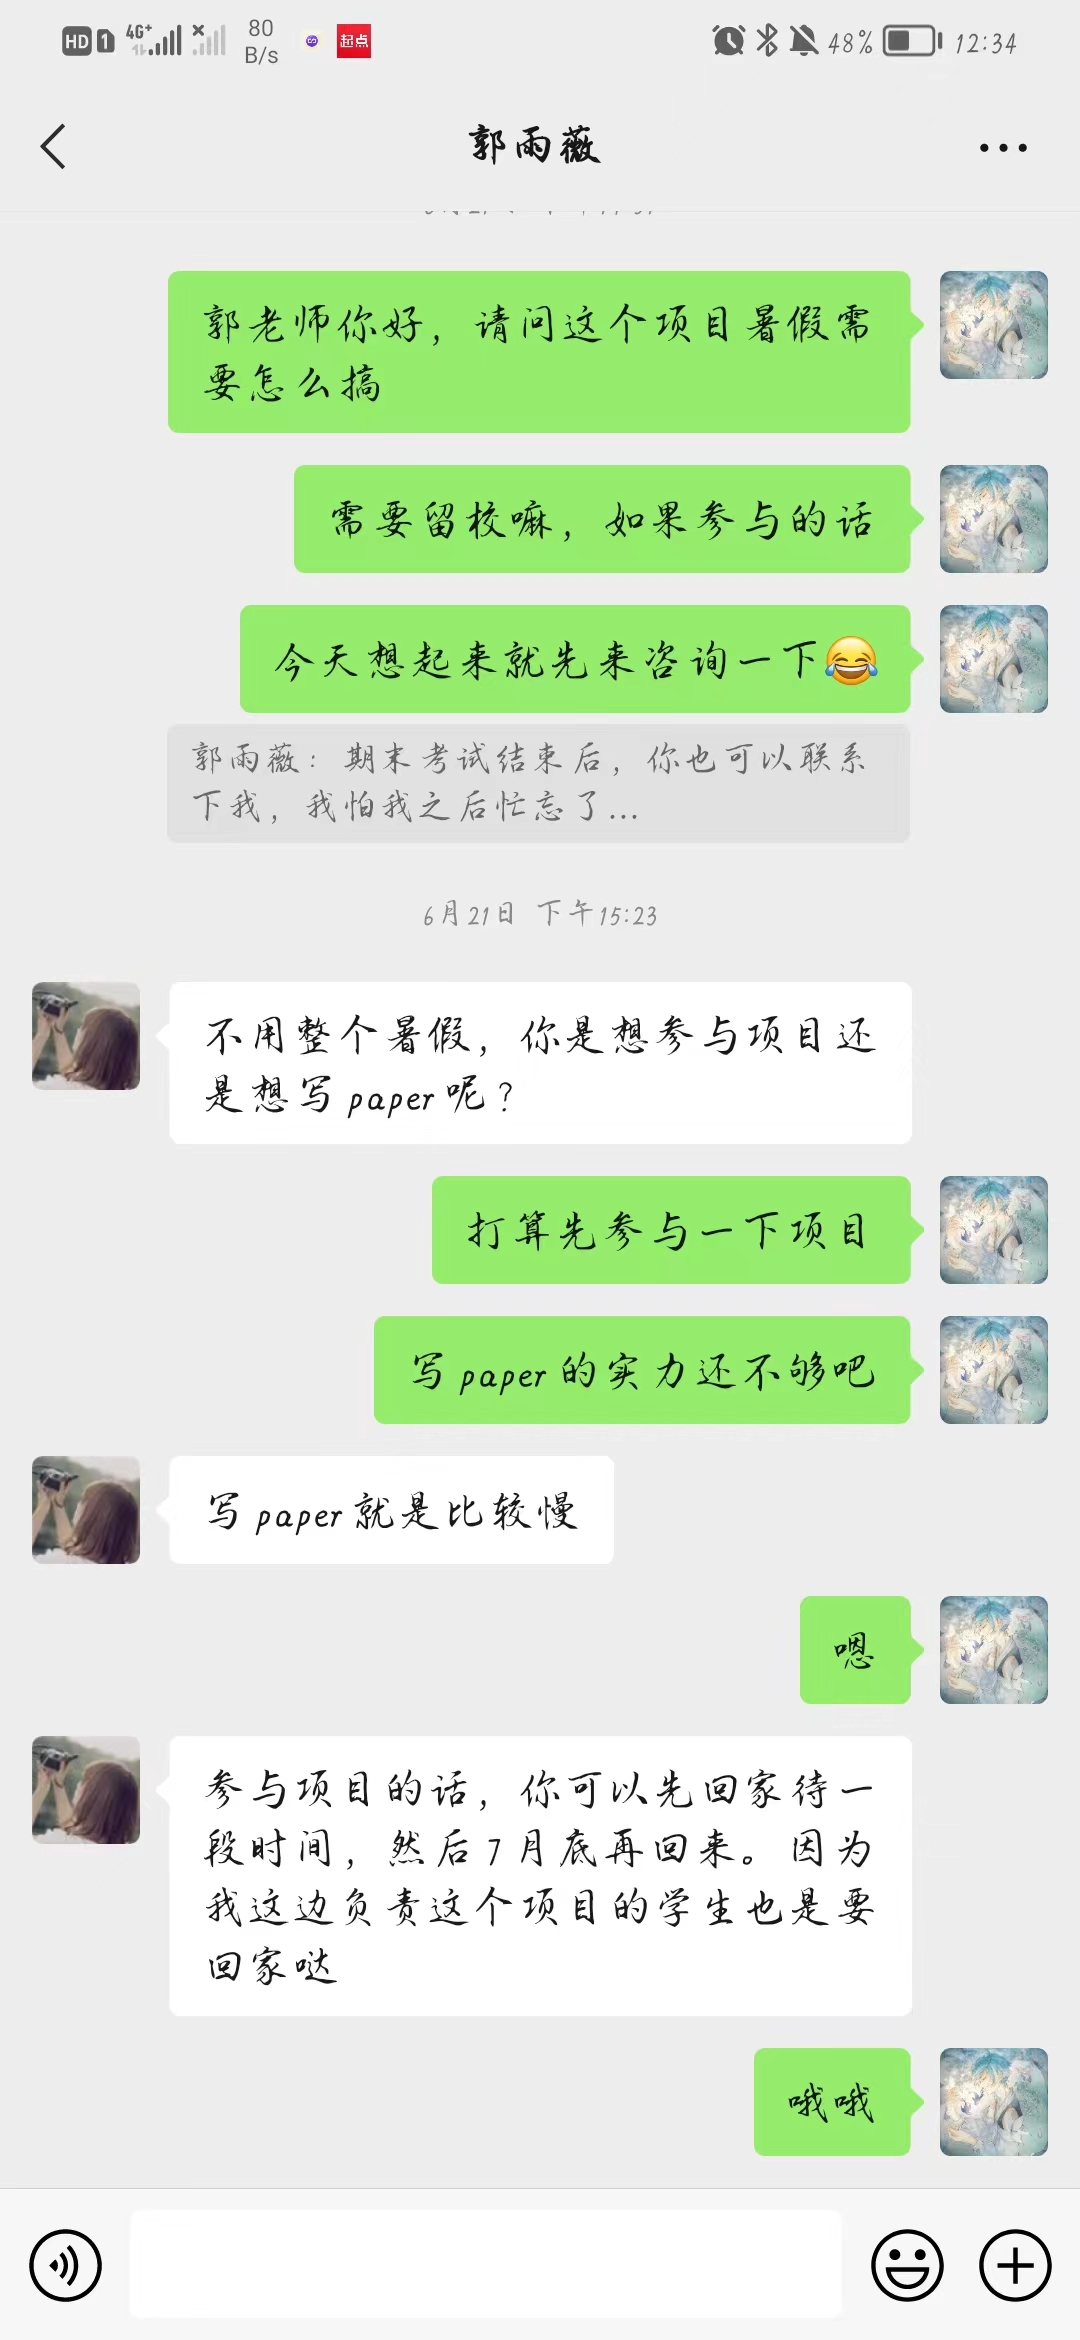 HD 1 4G+ 80 B/s 起点 48% 12:34
郭雨薇
郭老师你好，请问这个项目暑假需
要怎么搞
需要留校嘛，如果参与的话
今天想起来就先来咨询一下😂
郭雨薇：期末考试结束后，你也可以联系
下我，我怕我之后忙忘了...
6月21日 下午15:23
不用整个暑假，你是想参与项目还
是想写paper呢？
打算先参与一下项目
写paper的实力还不够吧
写paper就是比较慢
嗯
参与项目的话，你可以先回家待一
段时间，然后7月底再回来。因为
我这边负责这个项目的学生也是要
回家哒
哦哦